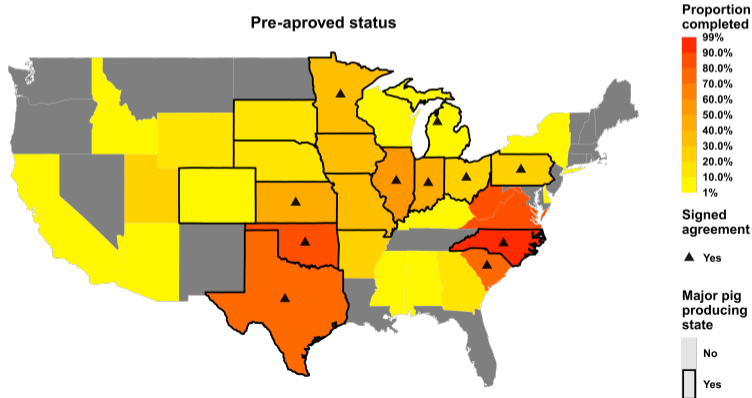 Pre-aproved status
Proportion
completed
99%
90.0%
80.0%
70.0%
60.0%
50.0%
40.0%
30.0%
20.0%
10.0%
1%
Signed
agreement
Yes
Major pig
producing
state
No
Yes